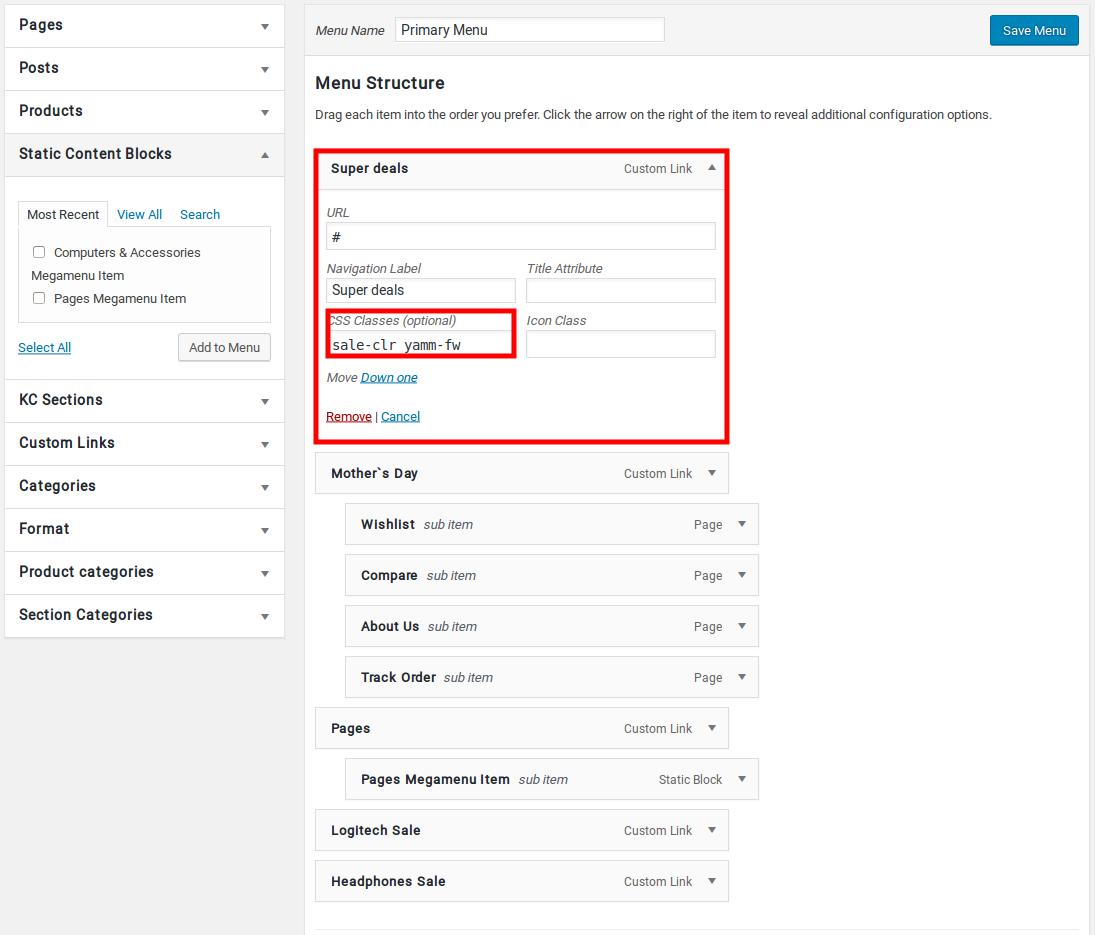 Pages
Posts
Products
Static Content Blocks
Most Recent View All Search
Computers & Accessories
Megamenu Item
Pages Megamenu Item
Select All Add to Menu
KC Sections
Custom Links
Categories
Format
Product categories
Section Categories
Menu Name Primary Menu Save Menu
Menu Structure
Drag each item into the order you prefer. Click the arrow on the right of the item to reveal additional configuration options.
Super deals Custom Link
URL
#
Navigation Label Title Attribute
Super deals
CSS Classes (optional) Icon Class
sale-clr yamm-fw
Move Down one
Remove | Cancel
Mother`s Day Custom Link
Wishlist sub item Page
Compare sub item Page
About Us sub item Page
Track Order sub item Page
Pages Custom Link
Pages Megamenu Item sub item Static Block
Logitech Sale Custom Link
Headphones Sale Custom Link